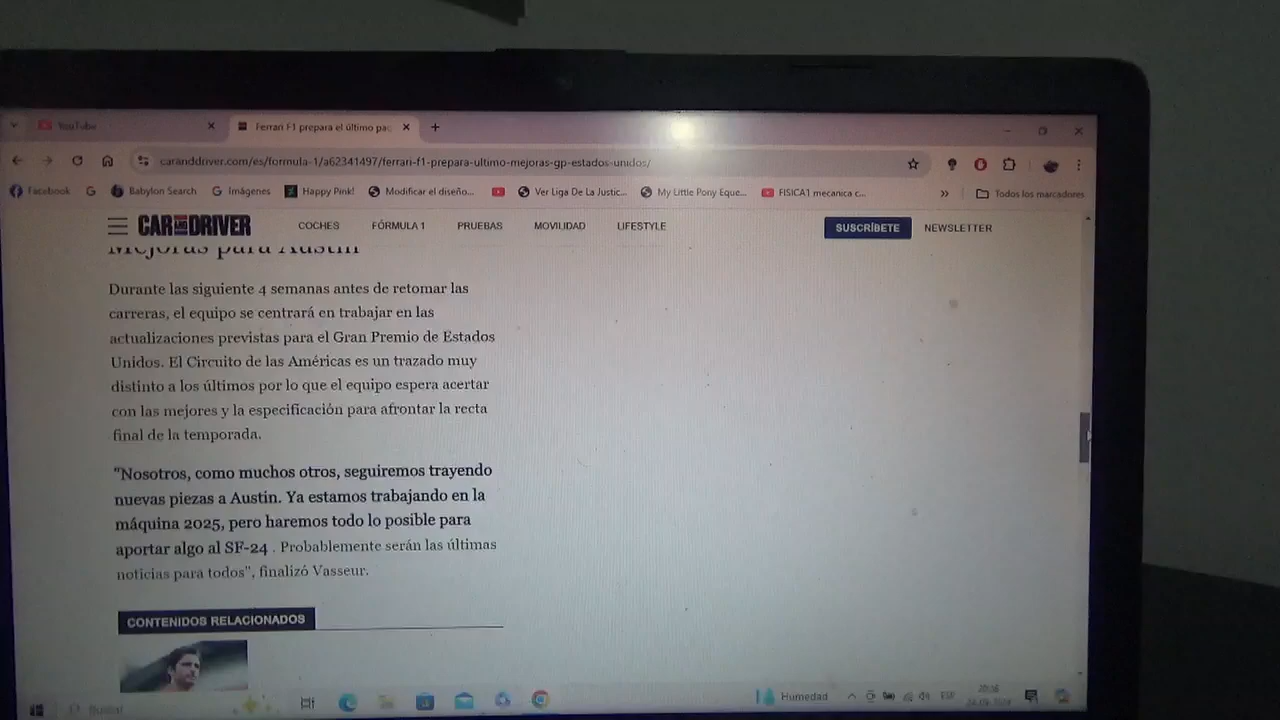 YouTube
Ferrari F1 prepara el último pa
caranddriver.com/es/formula-1/a62341497/ferrari-f1-prepara-ultimo-mejoras-gp-estados-unidos/
Facebook
G
Babylon Search
Imágenes
Happy Pink!
Modificar el diseño...
Ver Liga De La Justic...
My Little Pony Eque...
FISICA1 mecanica c...
»
Todos los marcadores
CAR AND DRIVER
COCHES
FÓRMULA 1
PRUEBAS
MOVILIDAD
LIFESTYLE
SUSCRÍBETE
NEWSLETTER
Mejoras para Austin
Durante las siguiente 4 semanas antes de retomar las
carreras, el equipo se centrará en trabajar en las
actualizaciones previstas para el Gran Premio de Estados
Unidos. El Circuito de las Américas es un trazado muy
distinto a los últimos por lo que el equipo espera acertar
con las mejores y la especificación para afrontar la recta
final de la temporada.
"Nosotros, como muchos otros, seguiremos trayendo
nuevas piezas a Austin. Ya estamos trabajando en la
máquina 2025, pero haremos todo lo posible para
aportar algo al SF-24 . Probablemente serán las últimas
noticias para todos", finalizó Vasseur.
CONTENIDOS RELACIONADOS
Buscar
Humedad
ESP